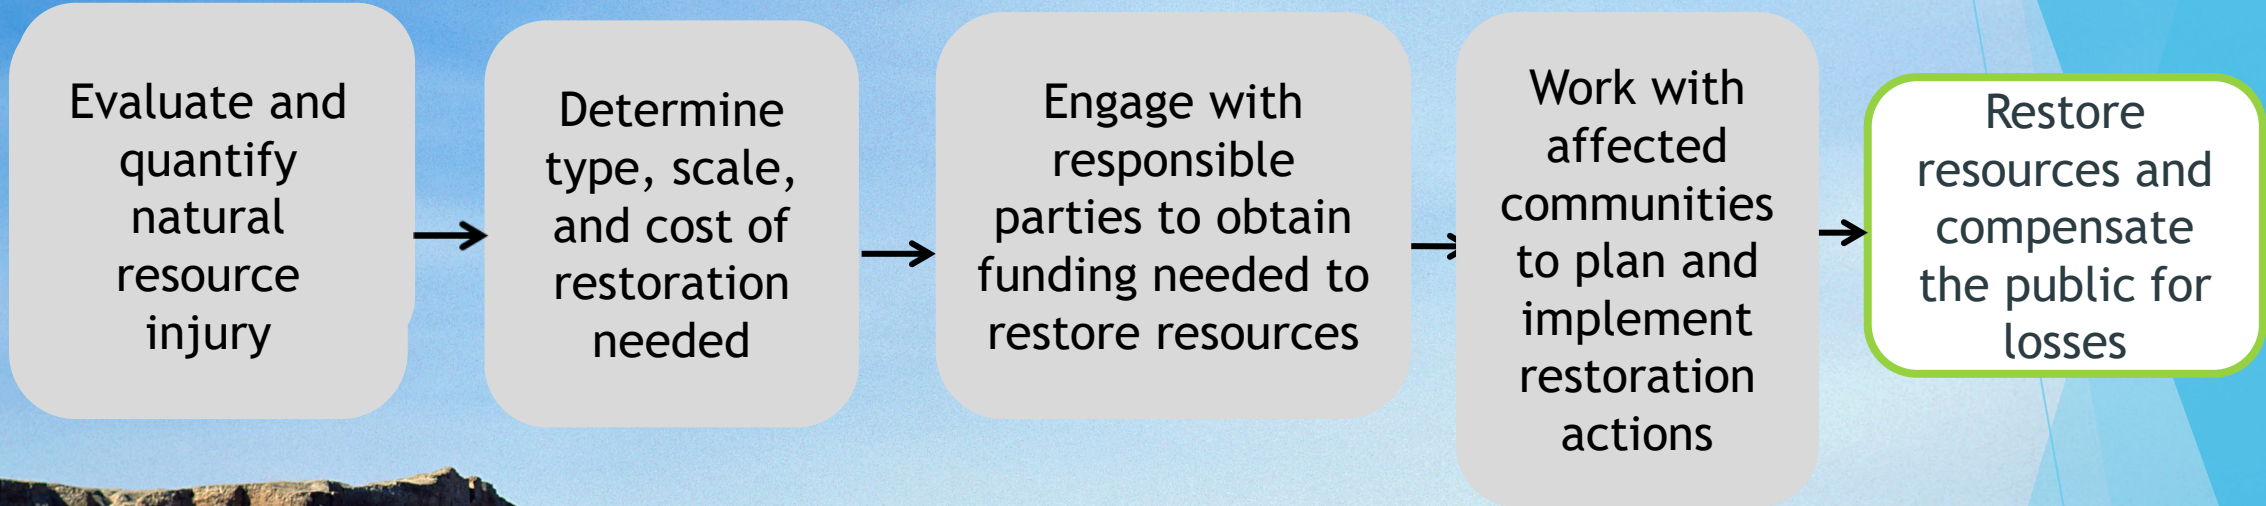 Evaluate and
quantify
natural
resource
injury
Determine
type, scale,
and cost of
restoration
needed
Engage with
responsible
parties to obtain
funding needed to
restore resources
Work with
affected
communities
to plan and
implement
restoration
actions
Restore
resources and
compensate
the public for
losses